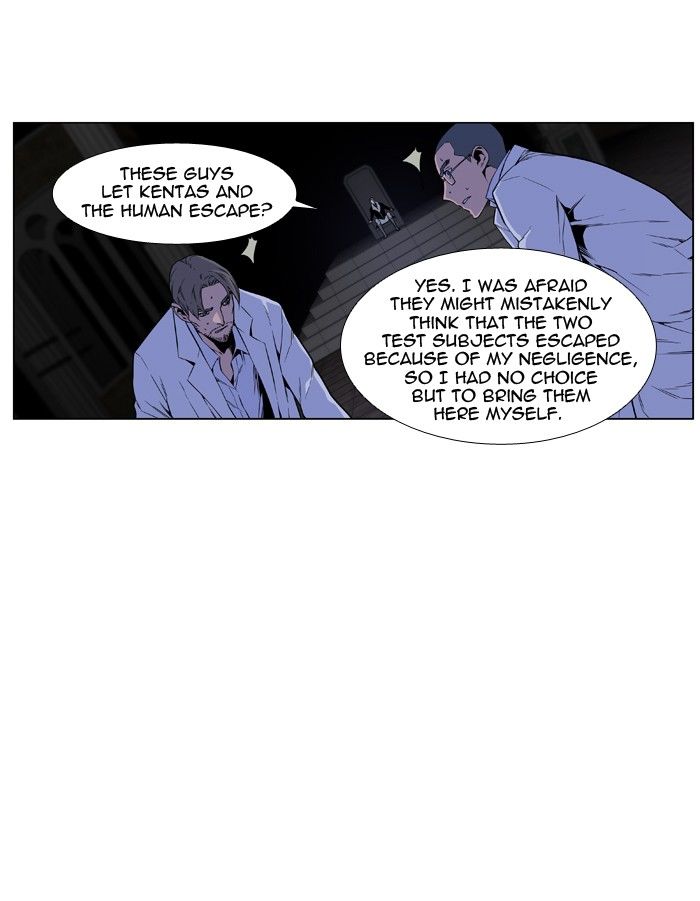 THESE GUYS
LET KENTAS AND
THE HUMAN ESCAPE?
YES. I WAS AFRAID
THEY MIGHT MISTAKENLY
THINK THAT THE TWO
TEST SUBJECTS ESCAPED
BECAUSE OF MY NEGLIGENCE,
SO I HAD NO CHOICE
BUT TO BRING THEM
HERE MYSELF.